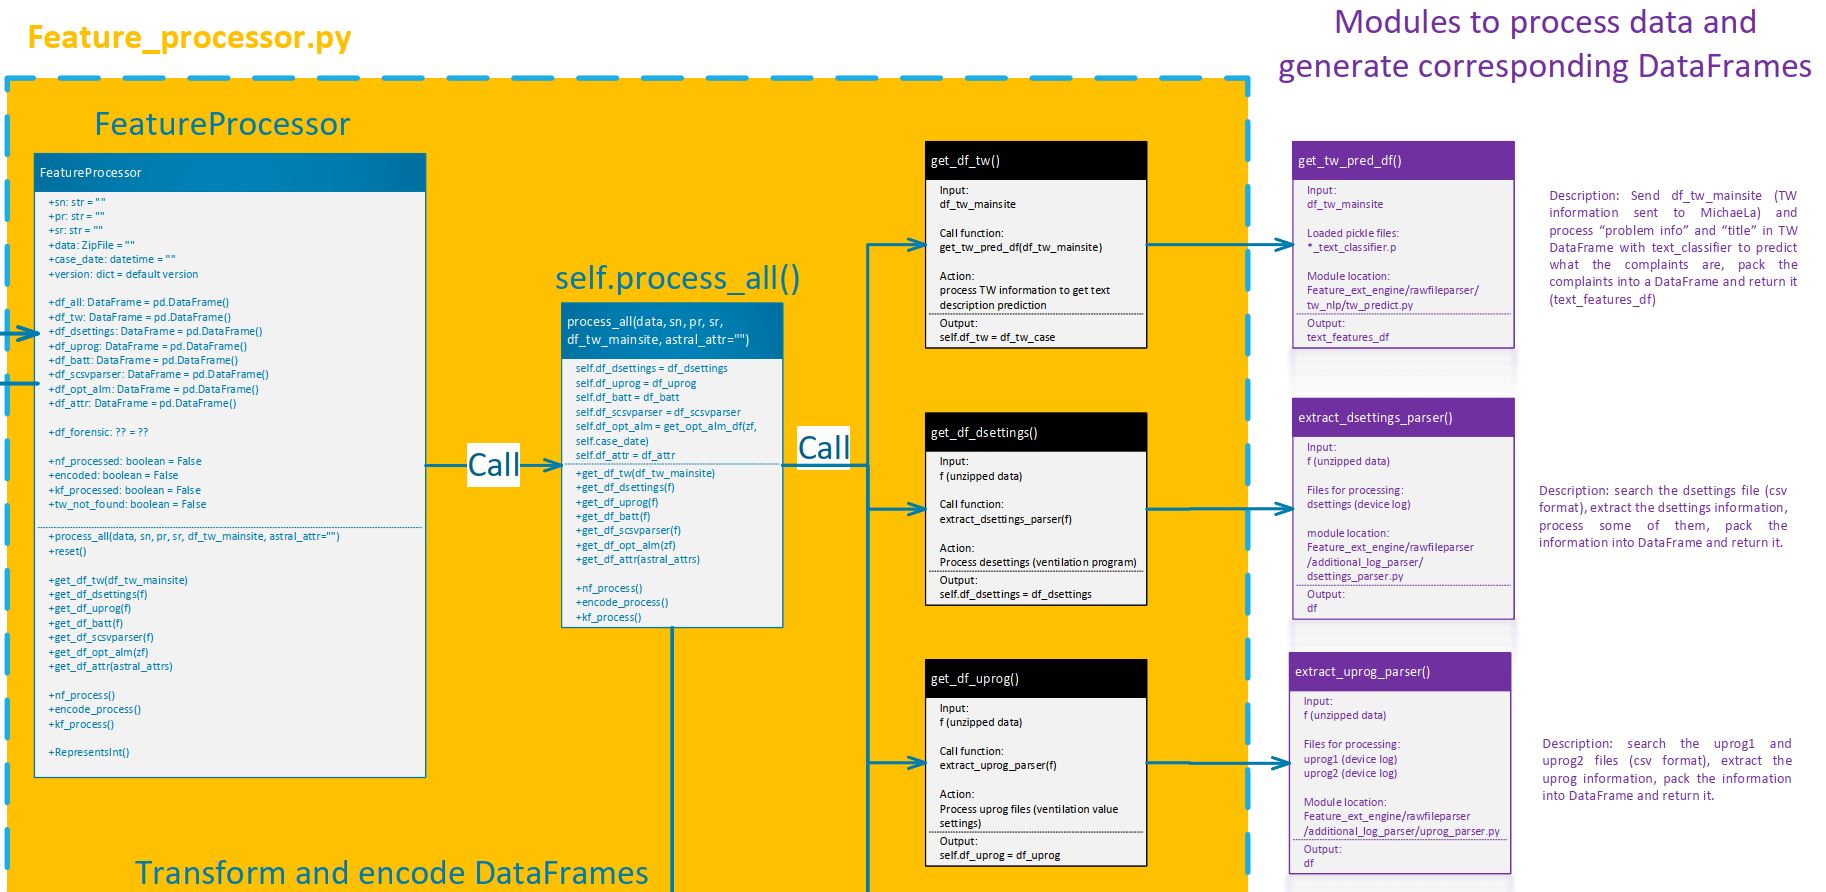 Feature_processor.py
Modules to process data and
generate corresponding DataFrames
FeatureProcessor
FeatureProcessor
+sn: str = ""
+pr: str = ""
+sr: str = ""
+data: ZipFile = ""
+case_date: datetime = ""
+version: dict = default version
+df_all: DataFrame = pd.DataFrame()
+df_tw: DataFrame = pd.DataFrame()
+df_dsettings: DataFrame = pd.DataFrame()
+df_uprog: DataFrame = pd.DataFrame()
+df_batt: DataFrame = pd.DataFrame()
+df_scsvparser: DataFrame = pd.DataFrame()
+df_opt_alm: DataFrame = pd.DataFrame()
+df_attr: DataFrame = pd.DataFrame()
+df_forensic: ?? = ??
+nf_processed: boolean = False
+encoded: boolean = False
+kf_processed: boolean = False
+tw_not_found: boolean = False
+process_all(data, sn, pr, sr, df_tw_mainsite, astral_attr="")
+reset()
+get_df_tw(df_tw_mainsite)
+get_df_dsettings(f)
+get_df_uprog(f)
+get_df_batt(f)
+get_df_scsvparser(f)
+get_df_opt_alm(zf)
+get_df_attr(astral_attrs)
+nf_process()
+encode_process()
+kf_process()
+RepresentsInt()
Call
self.process_all()
process_all(data, sn, pr, sr,
df_tw_mainsite, astral_attr="")
self.df_dsettings = df_dsettings
self.df_uprog = df_uprog
self.df_batt = df_batt
self.df_scsvparser = df_scsvparser
self.df_opt_alm = get_opt_alm_df(zf,
self.case_date)
self.df_attr = df_attr
+get_df_tw(df_tw_mainsite)
+get_df_dsettings(f)
+get_df_uprog(f)
+get_df_batt(f)
+get_df_scsvparser(f)
+get_df_opt_alm(zf)
+get_df_attr(astral_attrs)
+nf_process()
+encode_process()
+kf_process()
Call
get_df_tw()
Input:
df_tw_mainsite
Call function:
get_tw_pred_df(df_tw_mainsite)
Action:
process TW information to get text
description prediction
Output:
self.df_tw = df_tw_case
get_tw_pred_df()
Input:
df_tw_mainsite
Loaded pickle files:
*_text_classifier.p
Module location:
Feature_ext_engine/rawfileparser/
tw_nlp/tw_predict.py
Output:
text_features_df
Description: Send df_tw_mainsite (TW
information sent to MichaeLa) and
process “problem info” and “title” in TW
DataFrame with text_classifier to predict
what the complaints are, pack the
complaints into a DataFrame and return it
(text_features_df)
get_df_dsettings()
Input:
f (unzipped data)
Call function:
extract_dsettings_parser(f)
Action:
Process desettings (ventilation program)
Output:
self.df_dsettings = df_dsettings
extract_dsettings_parser()
Input:
f (unzipped data)
Files for processing:
dsettings (device log)
module location:
Feature_ext_engine/rawfileparser
/additional_log_parser/
dsettings_parser.py
Output:
df
Description: search the dsettings file (csv
format), extract the dsettings information,
process some of them, pack the
information into DataFrame and return it.
get_df_uprog()
Input:
f (unzipped data)
Call function:
extract_uprog_parser(f)
Action:
Process uprog files (ventilation value
settings)
Output:
self.df_uprog = df_uprog
extract_uprog_parser()
Input:
f (unzipped data)
Files for processing:
uprog1 (device log)
uprog2 (device log)
Module location:
Feature_ext_engine/rawfileparser
/additional_log_parser/uprog_parser.py
Output:
df
Description: search the uprog1 and
uprog2 files (csv format), extract the
uprog information, pack the information
into DataFrame and return it.
Transform and encode DataFrames